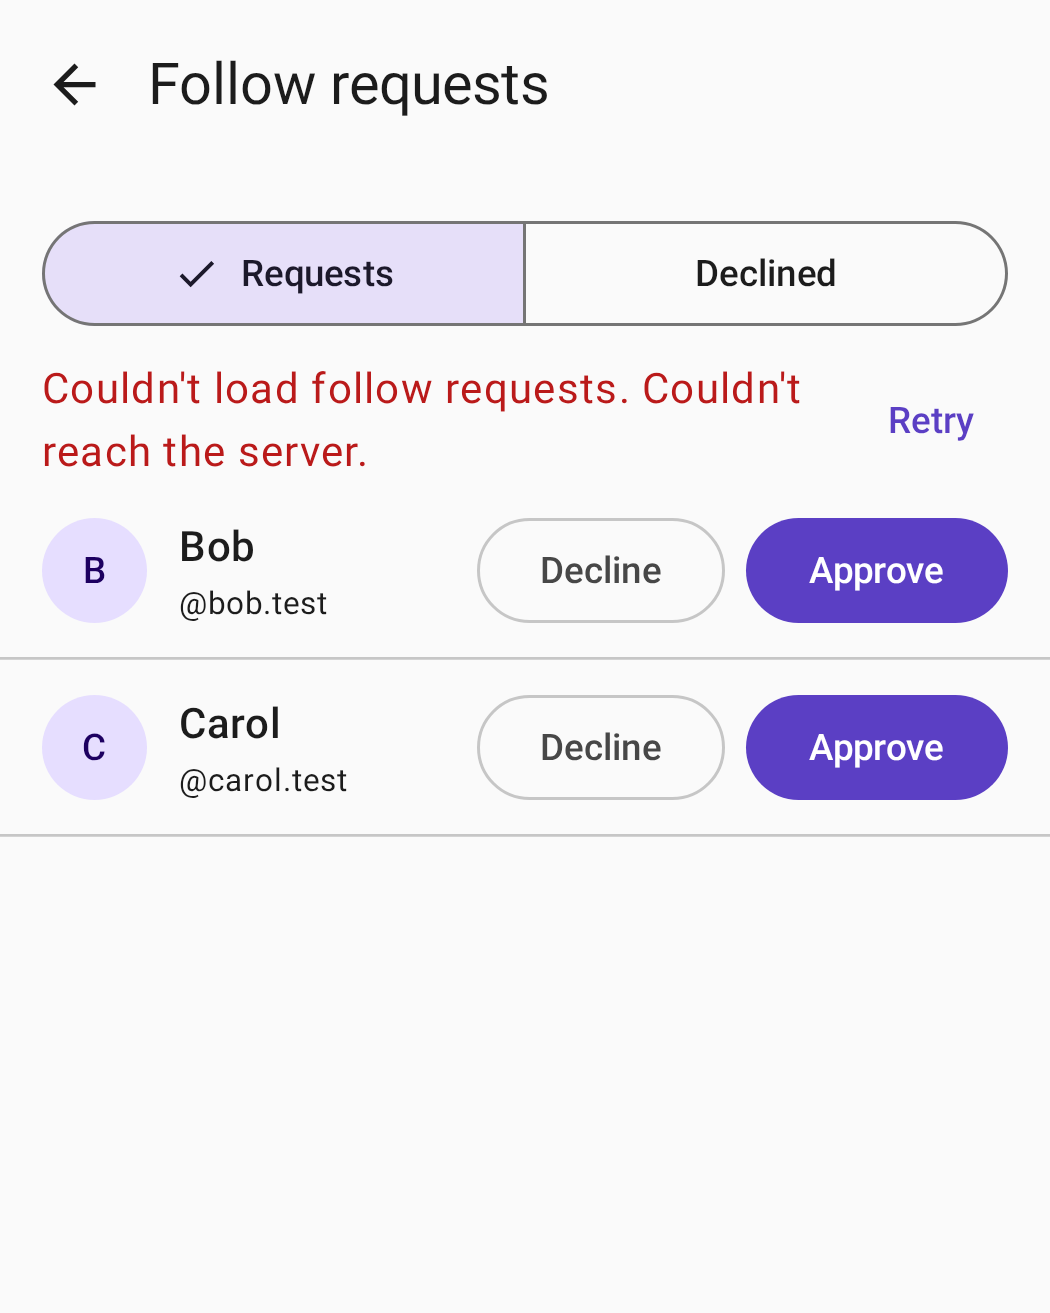 Follow requests
Requests
Declined
Couldn't load follow requests. Couldn't
reach the server.
Retry
B
Bob
@bob.test
Decline
Approve
C
Carol
@carol.test
Decline
Approve